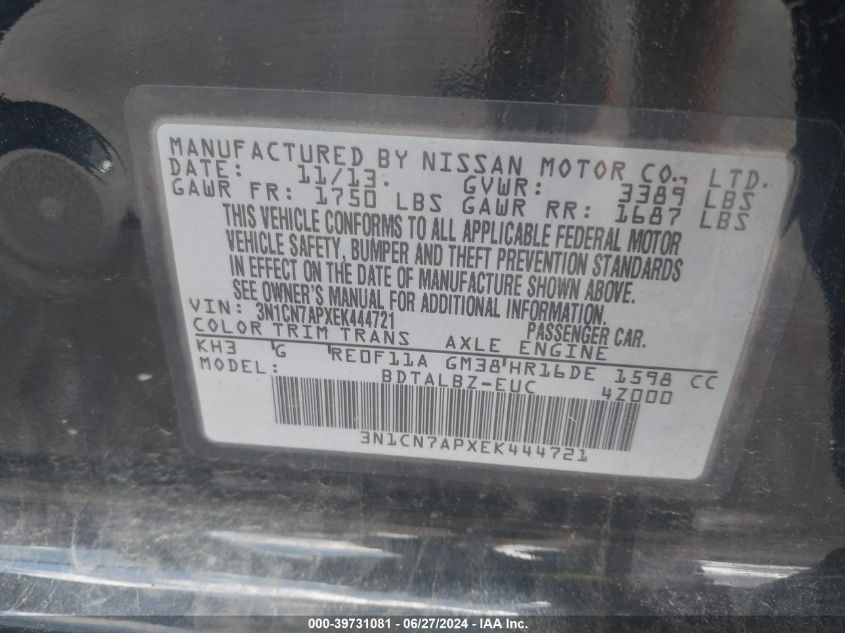 MANUFACTURED BY NISSAN MOTOR CO., LTD.
DATE: 11/13. GVWR: 3389 LBS
GAWR FR: 1750 LBS GAWR RR: 1687 LBS
THIS VEHICLE CONFORMS TO ALL APPLICABLE FEDERAL MOTOR
VEHICLE SAFETY, BUMPER AND THEFT PREVENTION STANDARDS
IN EFFECT ON THE DATE OF MANUFACTURE SHOWN ABOVE.
SEE OWNER'S MANUAL FOR ADDITIONAL INFORMATION.
VIN: 3N1CN7APXEK444721 PASSENGER CAR.
COLOR TRIM TRANS AXLE ENGINE
KH3 G RE0F11A GM38 HR16DE 1598 CC
MODEL: BDTALBZ-EUC 4Z000
3N1CN7APXEK444721
000-39731081 - 06/27/2024 - IAA Inc.